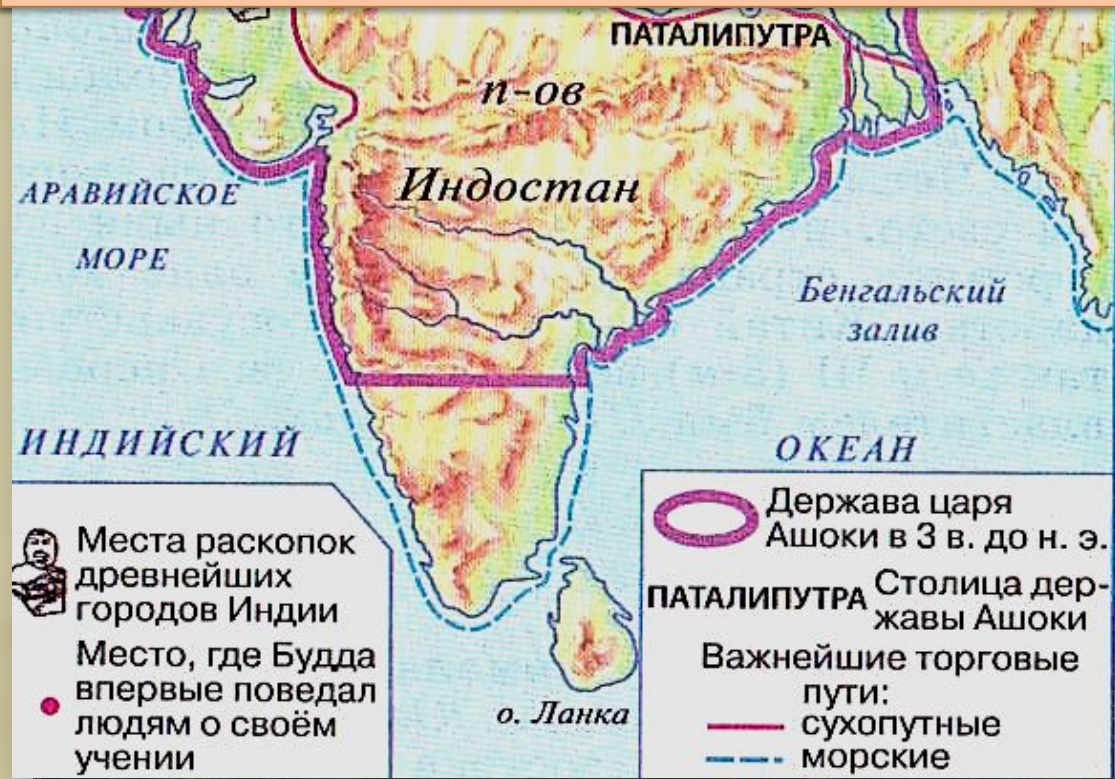 ПАТАЛИПУТРА
п-ов
Индостан
АРАВИЙСКОЕ
МОРЕ
Бенгальский
залив
ИНДИЙСКИЙ
ОКЕАН
о. Ланка
Места раскопок
древнейших
городов Индии
Место, где Будда
впервые поведал
людям о своём
учении
Держава царя
Ашоки в 3 в. до н. э.
ПАТАЛИПУТРА Столица дер-
жавы Ашоки
Важнейшие торговые
пути:
сухопутные
морские